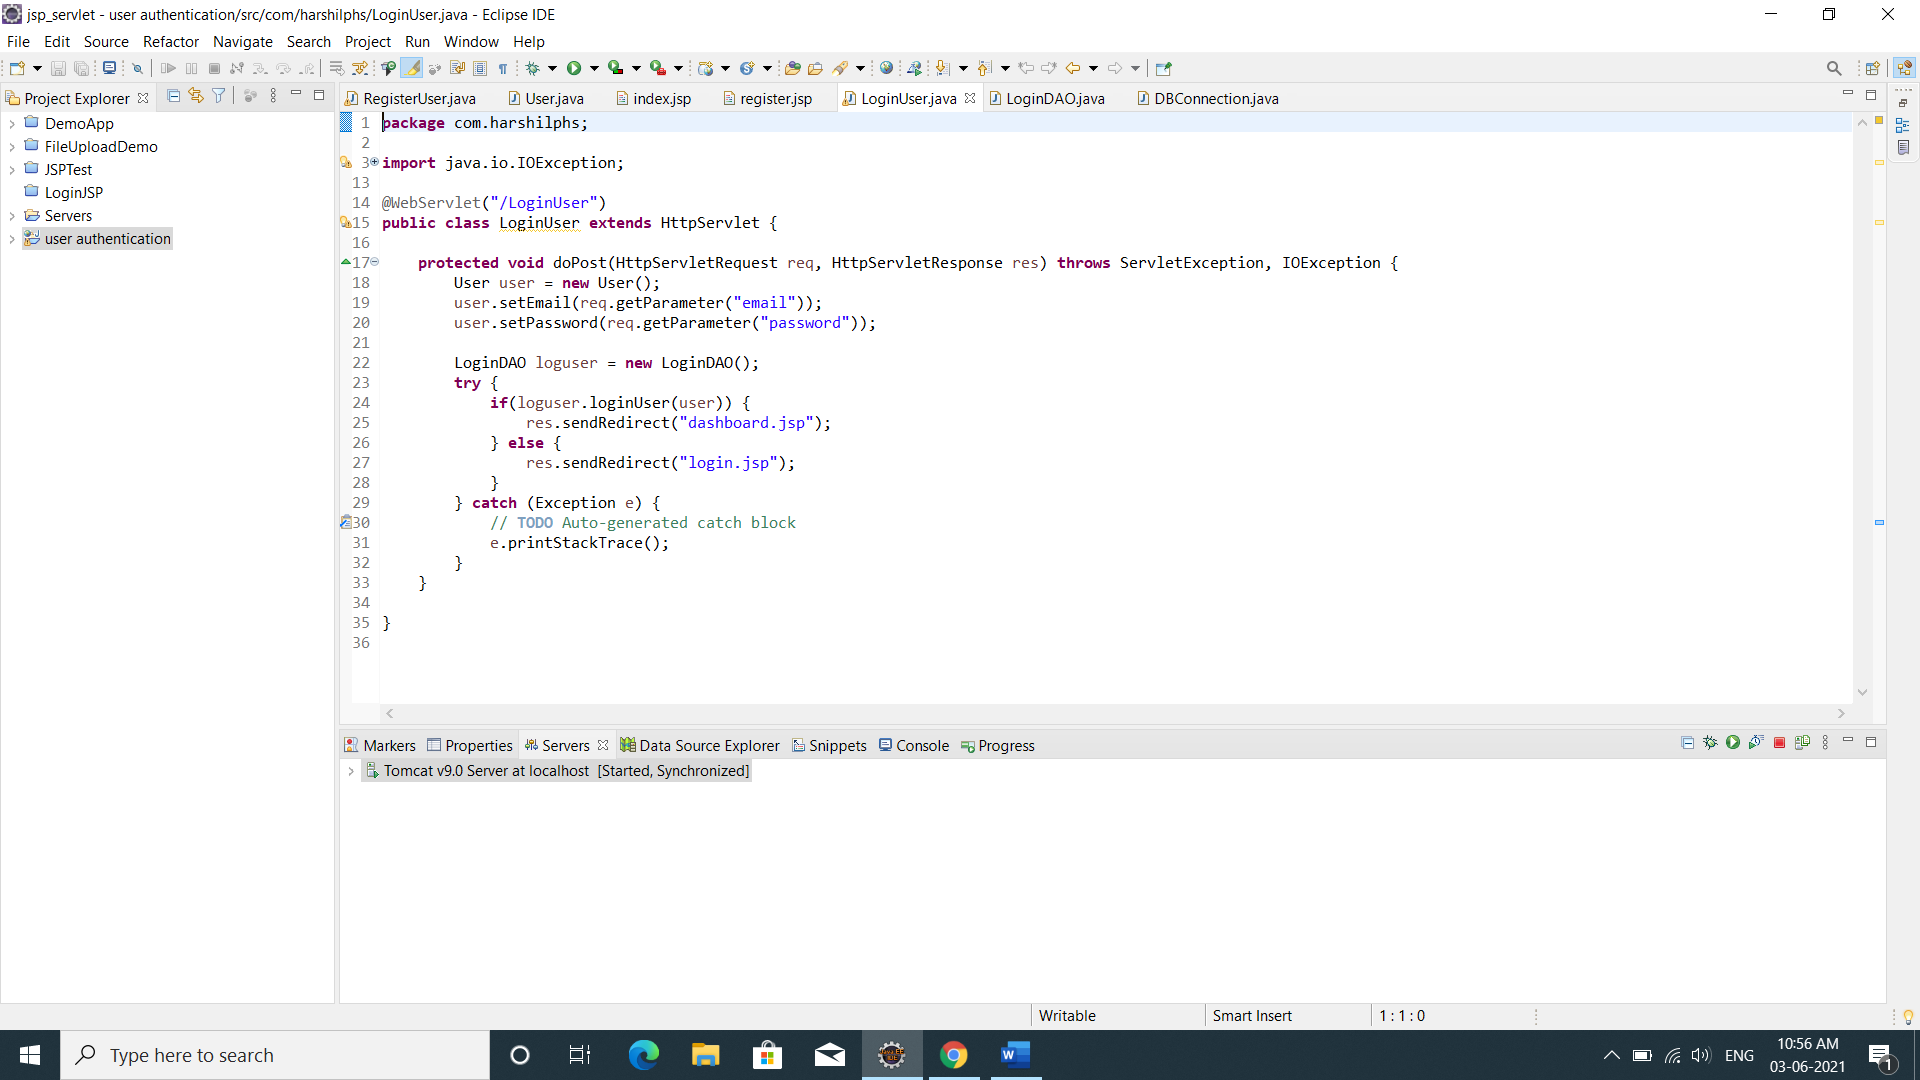 jsp_servlet - user authentication/src/com/harshilphs/LoginUser.java - Eclipse IDE
File Edit Source Refactor Navigate Search Project Run Window Help
Project Explorer
DemoApp
FileUploadDemo
JSPTest
LoginJSP
Servers
user authentication
RegisterUser.java User.java index.jsp register.jsp LoginUser.java LoginDAO.java DBConnection.java
1 package com.harshilphs;
2
3 import java.io.IOException;
13
14 @WebServlet("/LoginUser")
15 public class LoginUser extends HttpServlet {
16
17     protected void doPost(HttpServletRequest req, HttpServletResponse res) throws ServletException, IOException {
18         User user = new User();
19         user.setEmail(req.getParameter("email"));
20         user.setPassword(req.getParameter("password"));
21
22         LoginDAO loguser = new LoginDAO();
23         try {
24             if(loguser.loginUser(user)) {
25                 res.sendRedirect("dashboard.jsp");
26             } else {
27                 res.sendRedirect("login.jsp");
28             }
29         } catch (Exception e) {
30             // TODO Auto-generated catch block
31             e.printStackTrace();
32         }
33     }
34
35 }
36
Markers Properties Servers Data Source Explorer Snippets Console Progress
Tomcat v9.0 Server at localhost [Started, Synchronized]
Writable Smart Insert 1 : 1 : 0
Type here to search
ENG
10:56 AM
03-06-2021
1